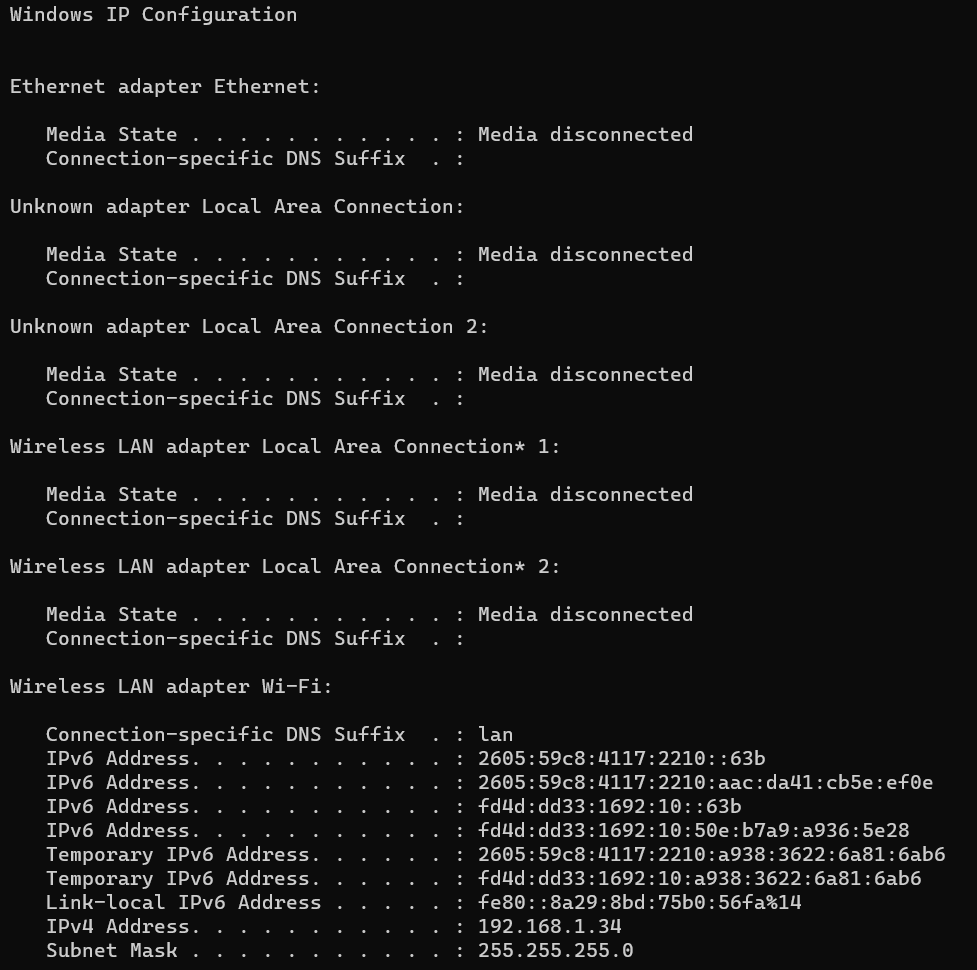 Windows IP Configuration
Ethernet adapter Ethernet:
Media State . . . . . . . . . . . : Media disconnected
Connection-specific DNS Suffix  . :
Unknown adapter Local Area Connection:
Media State . . . . . . . . . . . : Media disconnected
Connection-specific DNS Suffix  . :
Unknown adapter Local Area Connection 2:
Media State . . . . . . . . . . . : Media disconnected
Connection-specific DNS Suffix  . :
Wireless LAN adapter Local Area Connection* 1:
Media State . . . . . . . . . . . : Media disconnected
Connection-specific DNS Suffix  . :
Wireless LAN adapter Local Area Connection* 2:
Media State . . . . . . . . . . . : Media disconnected
Connection-specific DNS Suffix  . :
Wireless LAN adapter Wi-Fi:
Connection-specific DNS Suffix  . : lan
IPv6 Address. . . . . . . . . . . : 2605:59c8:4117:2210::63b
IPv6 Address. . . . . . . . . . . : 2605:59c8:4117:2210:aac:da41:cb5e:ef0e
IPv6 Address. . . . . . . . . . . : fd4d:dd33:1692:10::63b
IPv6 Address. . . . . . . . . . . : fd4d:dd33:1692:10:50e:b7a9:a936:5e28
Temporary IPv6 Address. . . . . . : 2605:59c8:4117:2210:a938:3622:6a81:6ab6
Temporary IPv6 Address. . . . . . : fd4d:dd33:1692:10:a938:3622:6a81:6ab6
Link-local IPv6 Address . . . . . : fe80::8a29:8bd:75b0:56fa%14
IPv4 Address. . . . . . . . . . . : 192.168.1.34
Subnet Mask . . . . . . . . . . . : 255.255.255.0